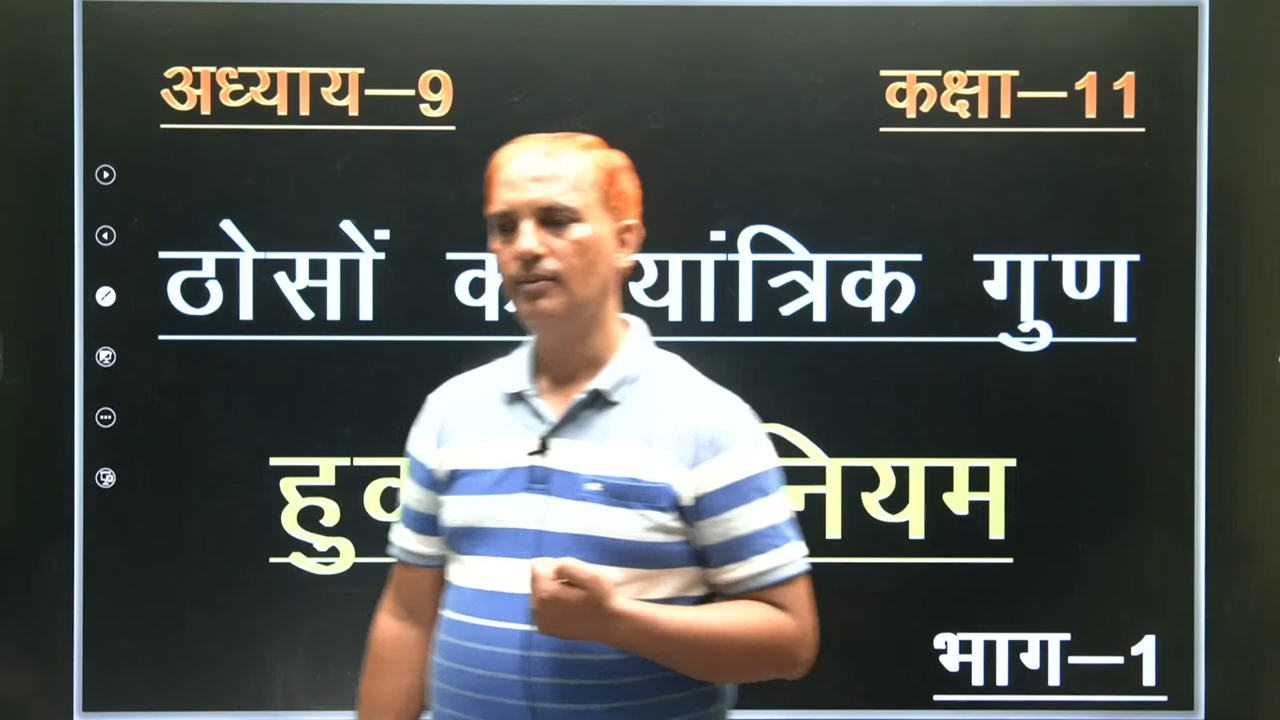 अध्याय–9
कक्षा–11
ठोसों यांत्रिक गुण
नियम
भाग–1